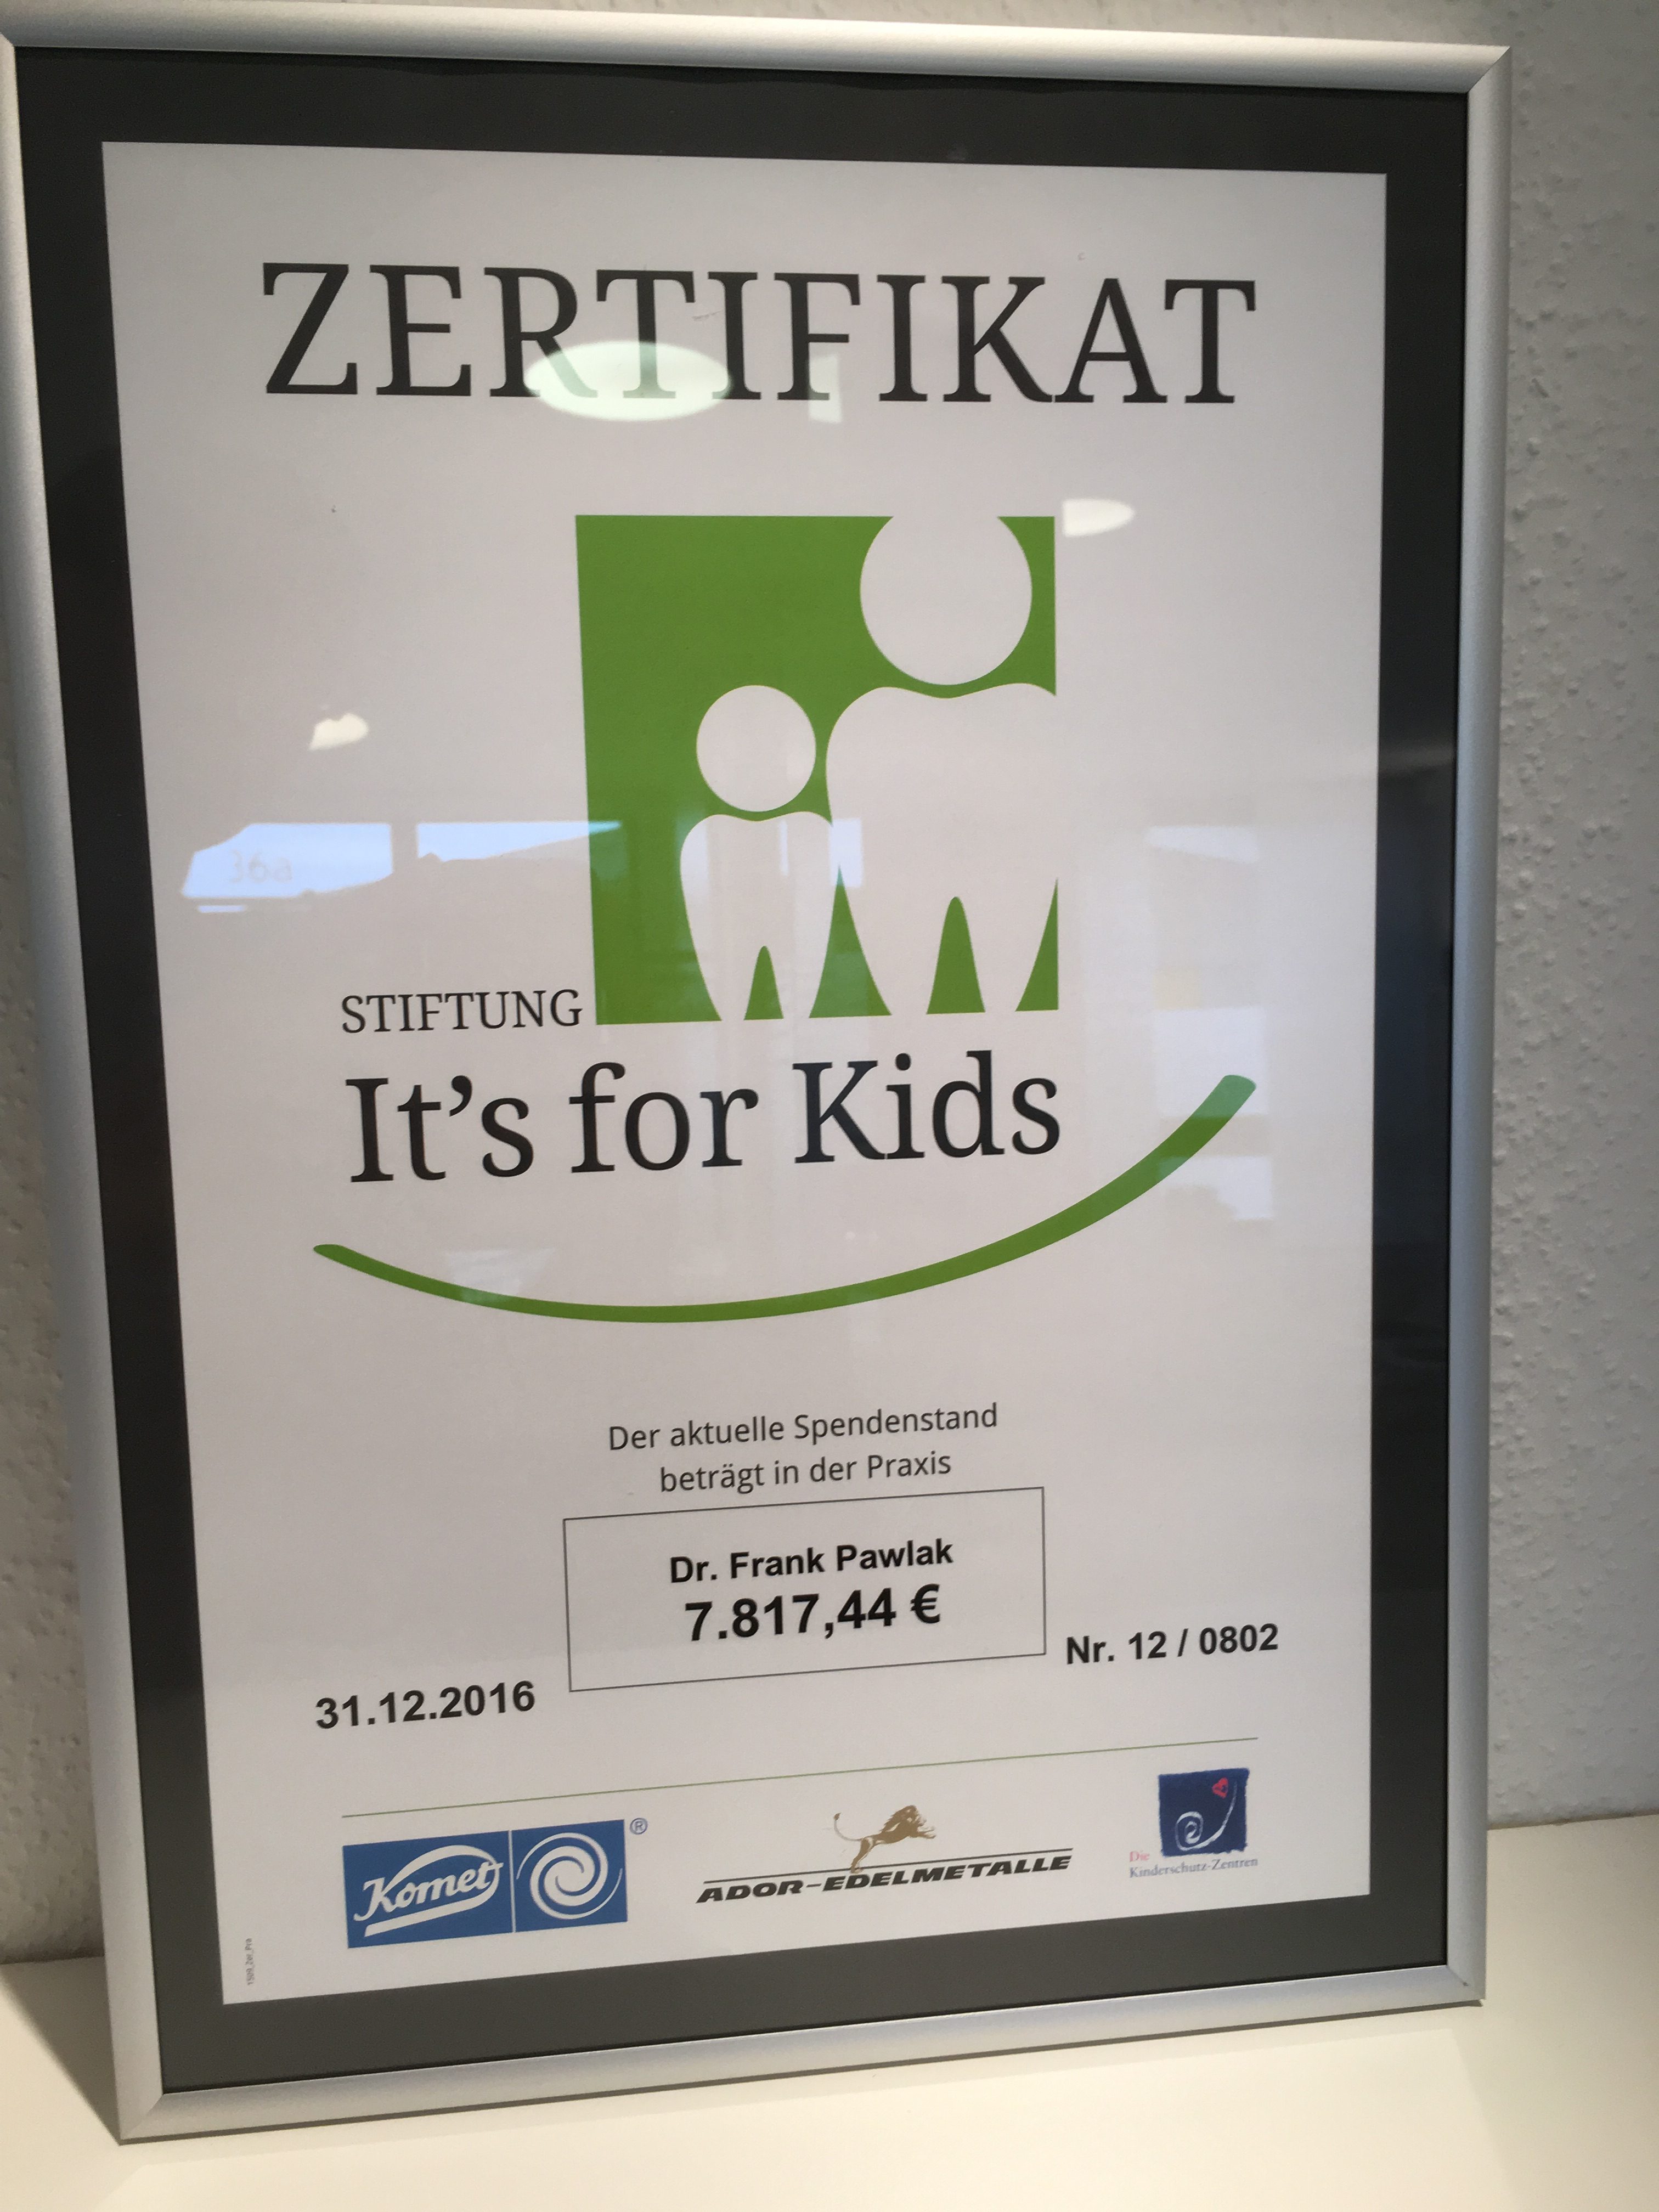 ZERTIFIKAT
STIFTUNG
It's for Kids
Der aktuelle Spendenstand
beträgt in der Praxis
Dr. Frank Pawlak
7.817,44 €
31.12.2016
Nr. 12 / 0802
Komet ®
ADOR-EDELMETALLE
Die
Kinderschutz-Zentren
36a